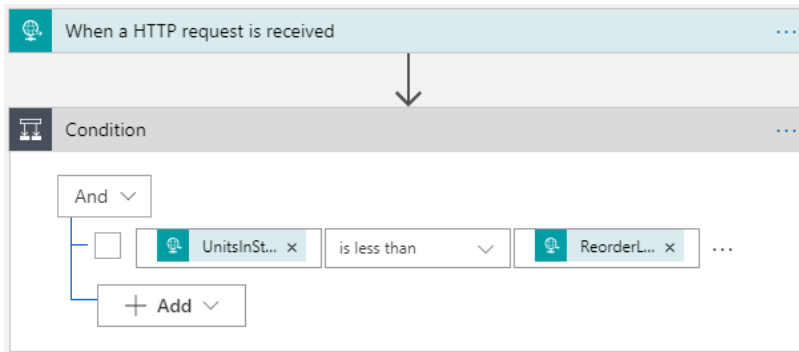 When a HTTP request is received
Condition
And
UnitsInSt... × is less than ReorderL... ×
+ Add